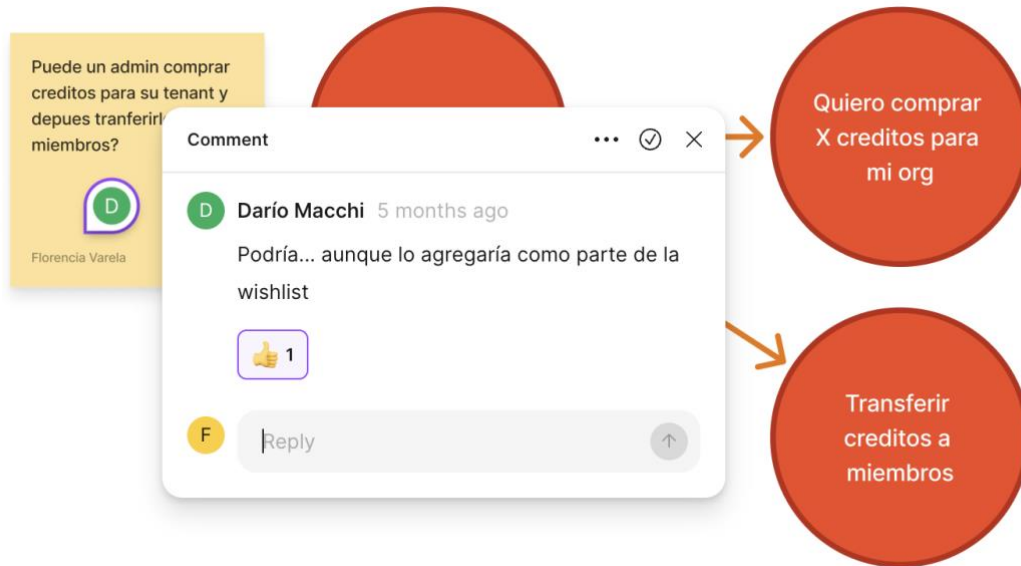 Puede un admin comprar
creditos para su tenant y
depues
miembros?
D
Florencia Varela
Comment
D
Darío Macchi 5 months ago
Podría... aunque lo agregaría como parte de la
wishlist
👍 1
F
Reply
Quiero comprar
X creditos para
mi org
Transferir
creditos a
miembros